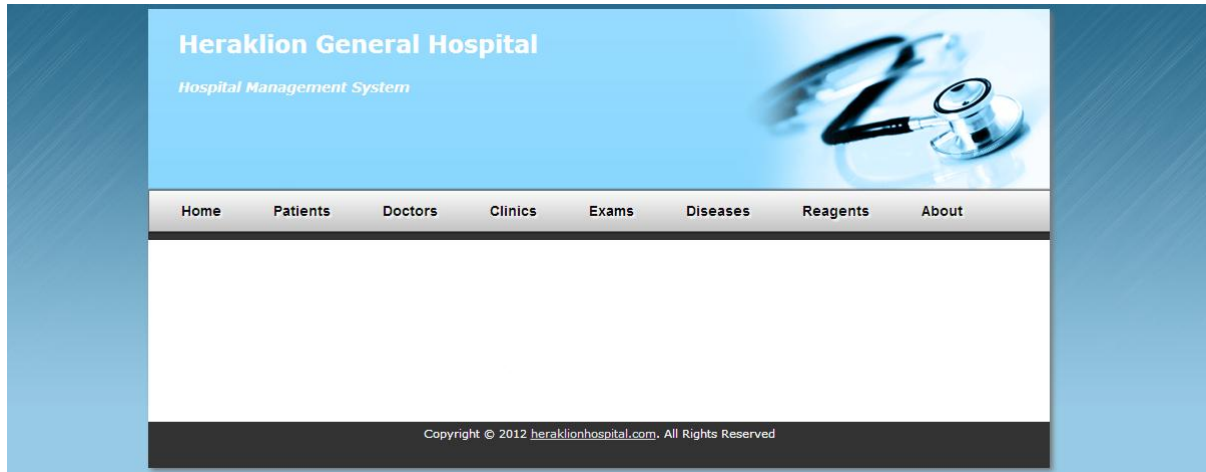 Heraklion General Hospital
Hospital Management System
Home Patients Doctors Clinics Exams Diseases Reagents About
Copyright © 2012 heraklionhospital.com. All Rights Reserved